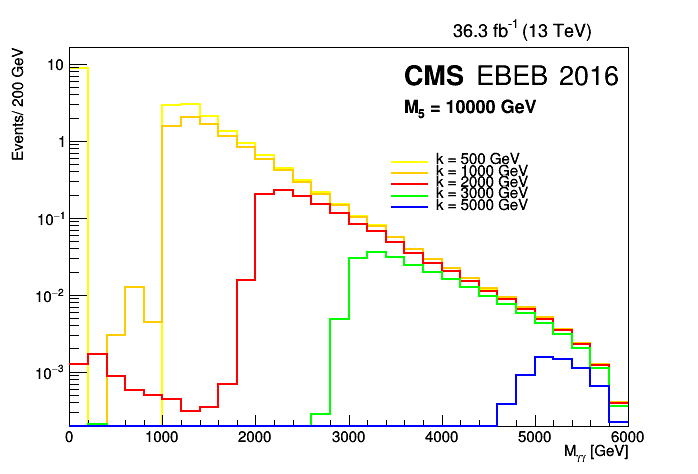 36.3 fb⁻¹ (13 TeV)
Events/ 200 GeV
CMS EBEB 2016
M₅ = 10000 GeV
k = 500 GeV
k = 1000 GeV
k = 2000 GeV
k = 3000 GeV
k = 5000 GeV
10
1
10⁻¹
10⁻²
10⁻³
0 1000 2000 3000 4000 5000 6000
Mγγ [GeV]